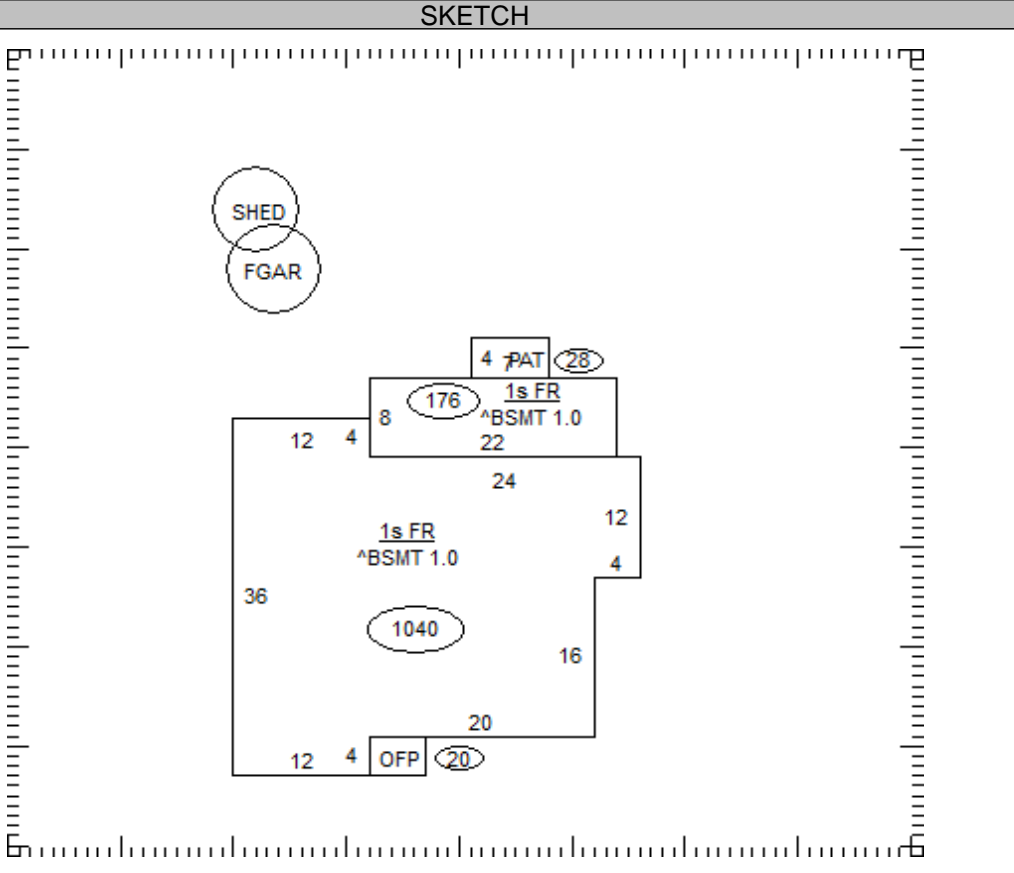 SKETCH
SHED
FGAR
4 7 PAT 28
176 1s FR
8 ^BSMT 1.0
12 4 22
24
12
1s FR
^BSMT 1.0 4
36
1040
16
20
12 4 OFP 20